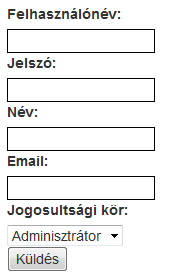 Felhasználónév:
Jelszó:
Név:
Email:
Jogosultsági kör:
Adminisztrátor
Küldés